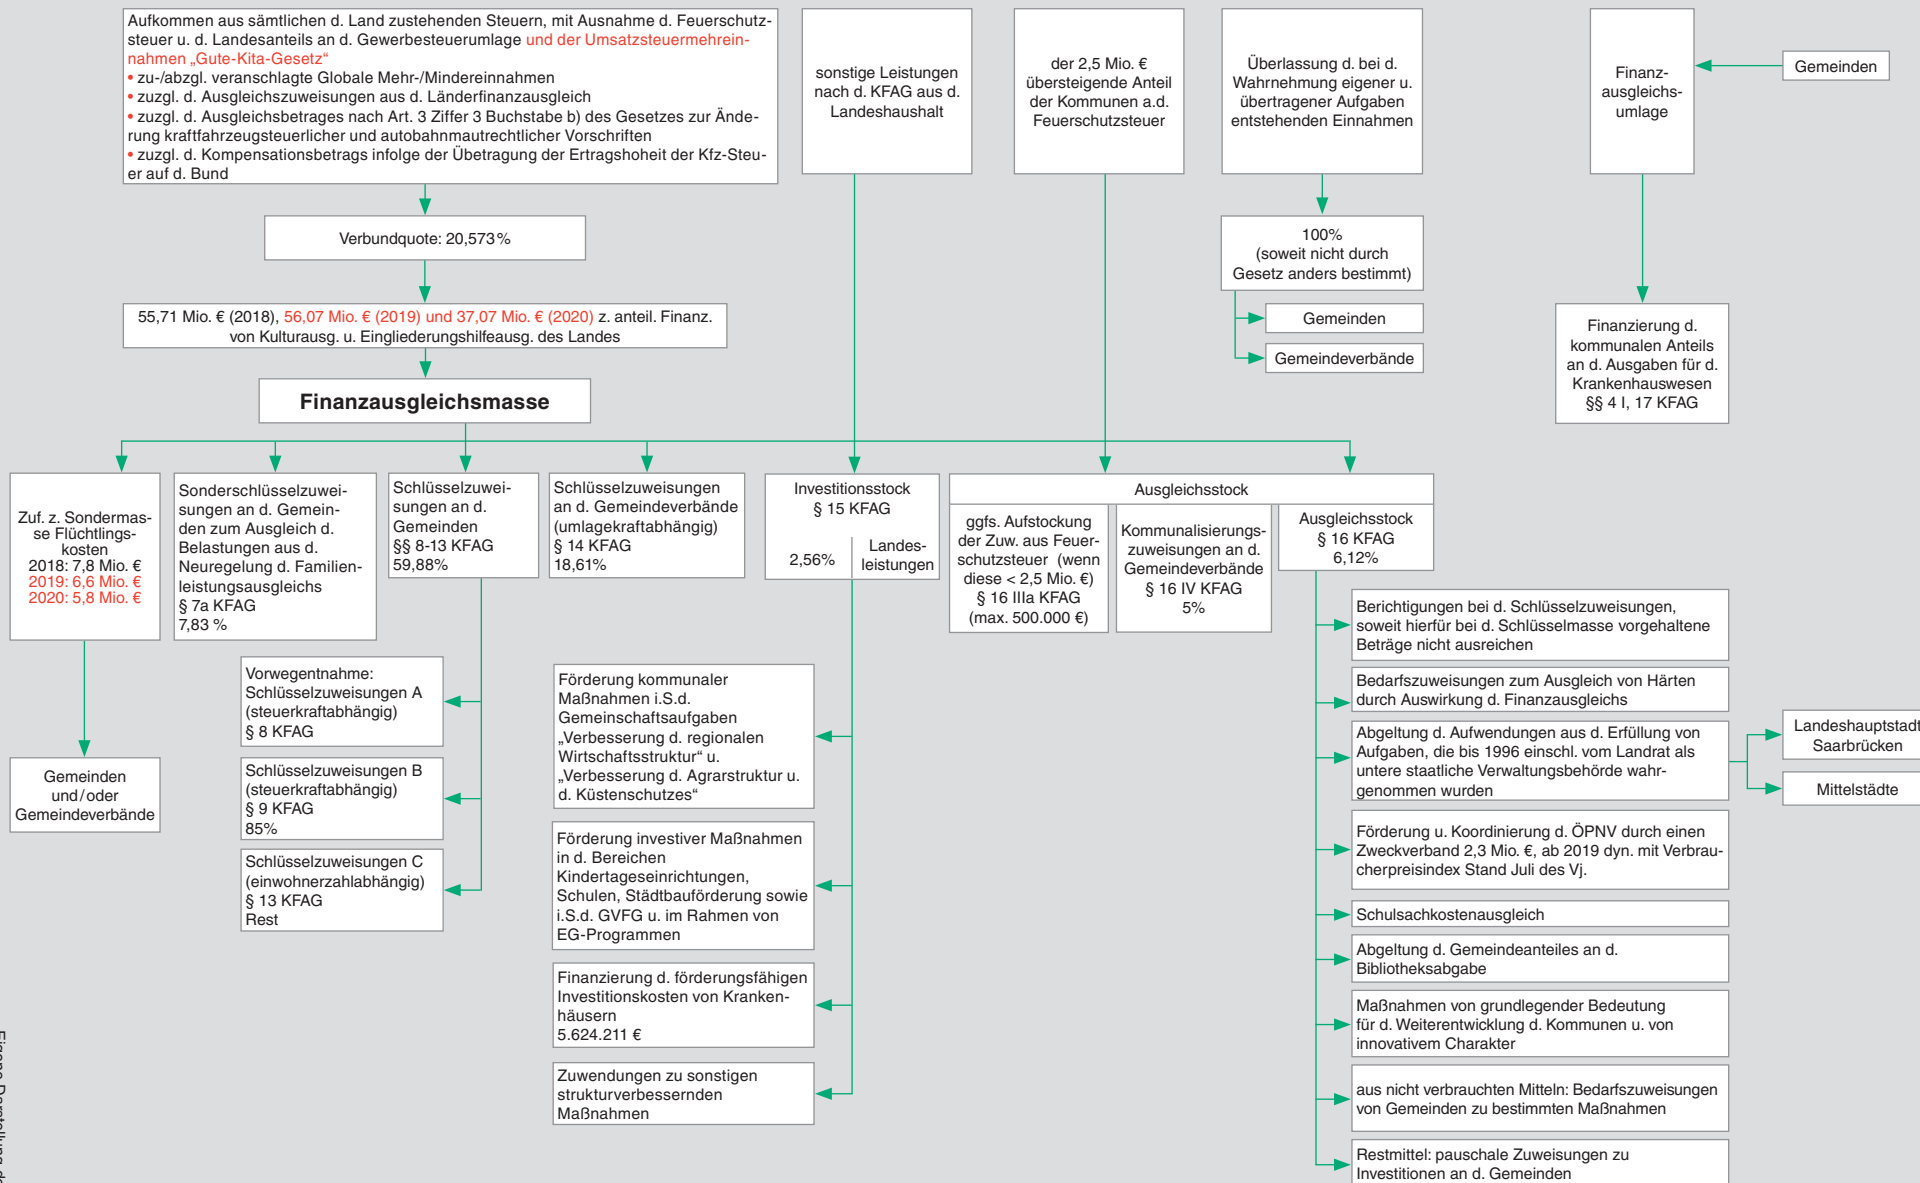 Aufkommen aus sämtlichen d. Land zustehenden Steuern, mit Ausnahme d. Feuerschutz-
steuer u. d. Landesanteils an d. Gewerbesteuerumlage und der Umsatzsteuermehrein-
nahmen „Gute-Kita-Gesetz“
• zu-/abzgl. veranschlagte Globale Mehr-/Mindereinnahmen
• zuzgl. d. Ausgleichszuweisungen aus d. Länderfinanzausgleich
• zuzgl. d. Ausgleichsbetrages nach Art. 3 Ziffer 3 Buchstabe b) des Gesetzes zur Ände-
rung kraftfahrzeugsteuerlicher und autobahnmautrechtlicher Vorschriften
• zuzgl. d. Kompensationsbetrags infolge der Übetragung der Ertragshoheit der Kfz-Steu-
er auf d. Bund
sonstige Leistungen
nach d. KFAG aus d.
Landeshaushalt
der 2,5 Mio. €
übersteigende Anteil
der Kommunen a.d.
Feuerschutzsteuer
Überlassung d. bei d.
Wahrnehmung eigener u.
übertragener Aufgaben
entstehenden Einnahmen
Finanz-
ausgleichs-
umlage
Gemeinden
Verbundquote: 20,573%
100%
(soweit nicht durch
Gesetz anders bestimmt)
55,71 Mio. € (2018), 56,07 Mio. € (2019) und 37,07 Mio. € (2020) z. anteil. Finanz.
von Kulturausg. u. Eingliederungshilfeausg. des Landes
Gemeinden
Gemeindeverbände
Finanzierung d.
kommunalen Anteils
an d. Ausgaben für d.
Krankenhauswesen
§§ 4 I, 17 KFAG
Finanzausgleichsmasse
Zuf. z. Sondermas-
se Flüchtlings-
kosten
2018: 7,8 Mio. €
2019: 6,6 Mio. €
2020: 5,8 Mio. €
Sonderschlüsselzuwei-
sungen an d. Gemein-
den zum Ausgleich d.
Belastungen aus d.
Neuregelung d. Familien-
leistungsausgleichs
§ 7a KFAG
7,83 %
Schlüsselzuwei-
sungen an d.
Gemeinden
§§ 8-13 KFAG
59,88%
Schlüsselzuweisungen
an d. Gemeindeverbände
(umlagekraftabhängig)
§ 14 KFAG
18,61%
Investitionsstock
§ 15 KFAG
2,56%
Landes-
leistungen
Ausgleichsstock
ggfs. Aufstockung
der Zuw. aus Feuer-
schutzsteuer (wenn
diese < 2,5 Mio. €)
§ 16 IIIa KFAG
(max. 500.000 €)
Kommunalisierungs-
zuweisungen an d.
Gemeindeverbände
§ 16 IV KFAG
5%
Ausgleichsstock
§ 16 KFAG
6,12%
Gemeinden
und/oder
Gemeindeverbände
Vorwegentnahme:
Schlüsselzuweisungen A
(steuerkraftabhängig)
§ 8 KFAG
Schlüsselzuweisungen B
(steuerkraftabhängig)
§ 9 KFAG
85%
Schlüsselzuweisungen C
(einwohnerzahlabhängig)
§ 13 KFAG
Rest
Förderung kommunaler
Maßnahmen i.S.d.
Gemeinschaftsaufgaben
„Verbesserung d. regionalen
Wirtschaftsstruktur“ u.
„Verbesserung d. Agrarstruktur u.
d. Küstenschutzes“
Förderung investiver Maßnahmen
in d. Bereichen
Kindertageseinrichtungen,
Schulen, Städtbauförderung sowie
i.S.d. GVFG u. im Rahmen von
EG-Programmen
Finanzierung d. förderungsfähigen
Investitionskosten von Kranken-
häusern
5.624.211 €
Zuwendungen zu sonstigen
strukturverbessernden
Maßnahmen
Berichtigungen bei d. Schlüsselzuweisungen,
soweit hierfür bei d. Schlüsselmasse vorgehaltene
Beträge nicht ausreichen
Bedarfszuweisungen zum Ausgleich von Härten
durch Auswirkung d. Finanzausgleichs
Abgeltung d. Aufwendungen aus d. Erfüllung von
Aufgaben, die bis 1996 einschl. vom Landrat als
untere staatliche Verwaltungsbehörde wahr-
genommen wurden
Landeshauptstadt
Saarbrücken
Mittelstädte
Förderung u. Koordinierung d. ÖPNV durch einen
Zweckverband 2,3 Mio. €, ab 2019 dyn. mit Verbrau-
cherpreisindex Stand Juli des Vj.
Schulsachkostenausgleich
Abgeltung d. Gemeindeanteiles an d.
Bibliotheksabgabe
Maßnahmen von grundlegender Bedeutung
für d. Weiterentwicklung d. Kommunen u. von
innovativem Charakter
aus nicht verbrauchten Mitteln: Bedarfszuweisungen
von Gemeinden zu bestimmten Maßnahmen
Restmittel: pauschale Zuweisungen zu
Investitionen an d. Gemeinden